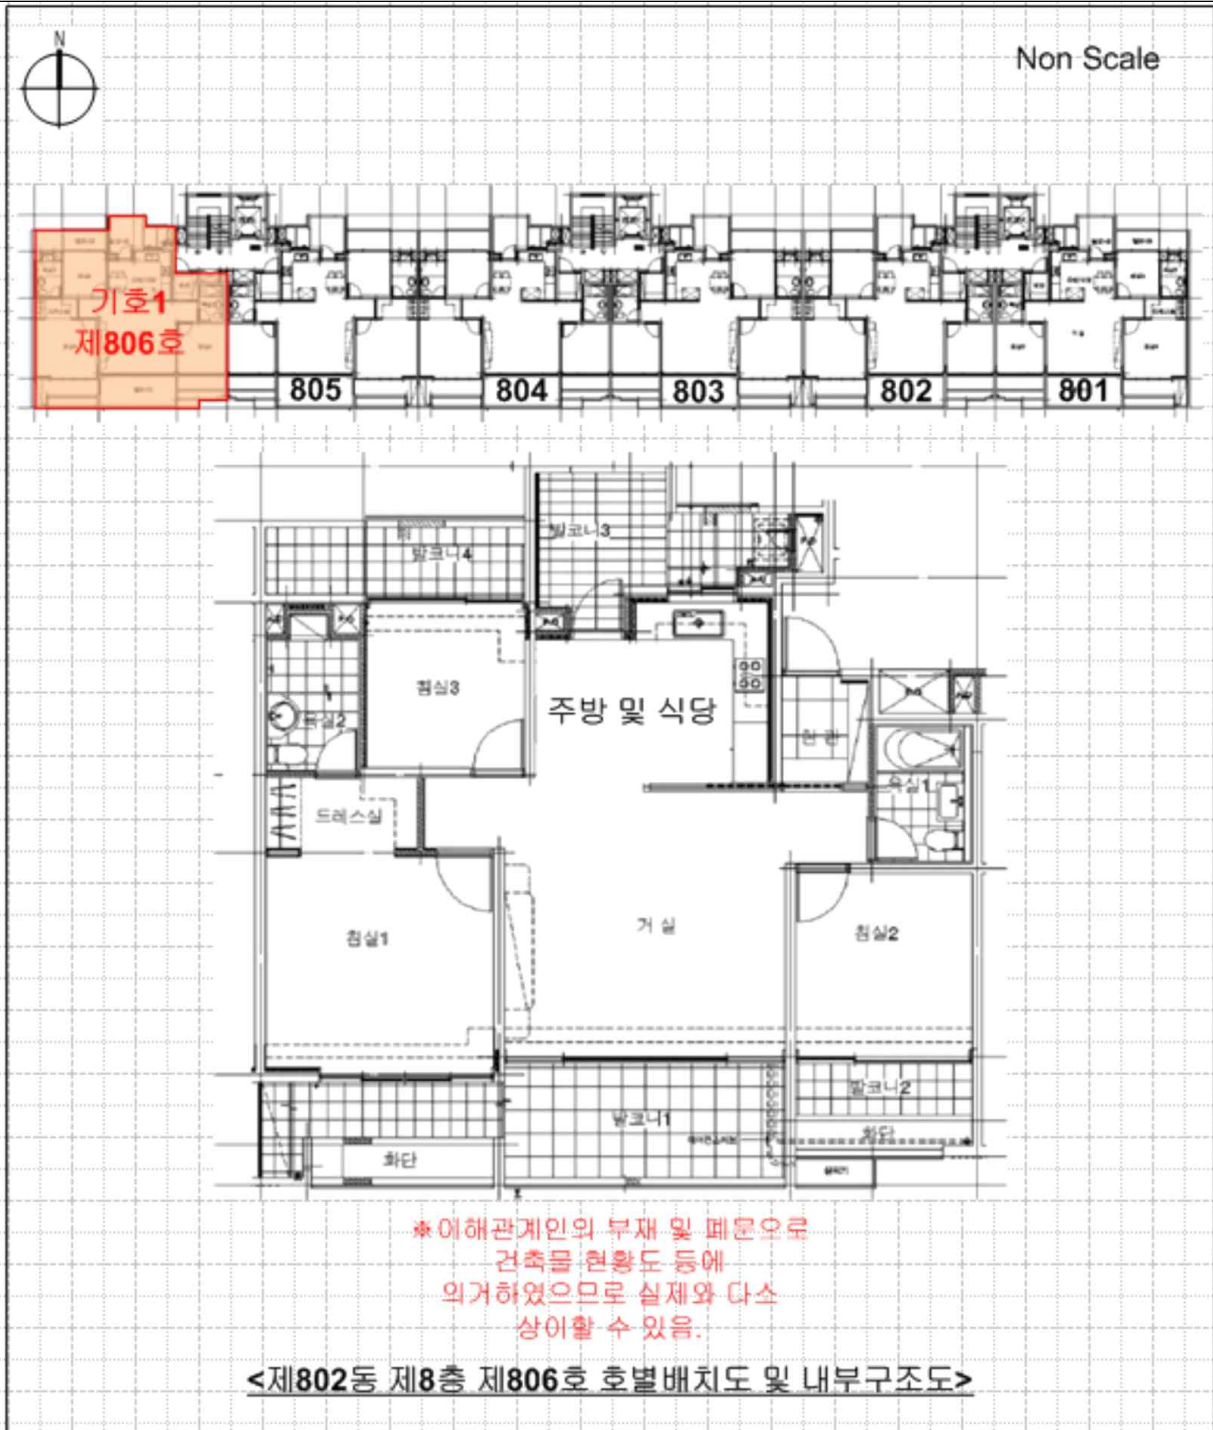 N
Non Scale
기호1
제806호
805
804
803
802
801
발코니3
발코니4
침실3
주방 및 식당
욕실2
현관
욕실1
드레스실
침실1
거 실
침실2
발코니2
발코니1
화단
화단
실외기
※이해관계인의 부재 및 폐문으로
건축물 현황도 등에
의거하였으므로 실제와 다소
상이할 수 있음.
<제802동 제8층 제806호 호별배치도 및 내부구조도>